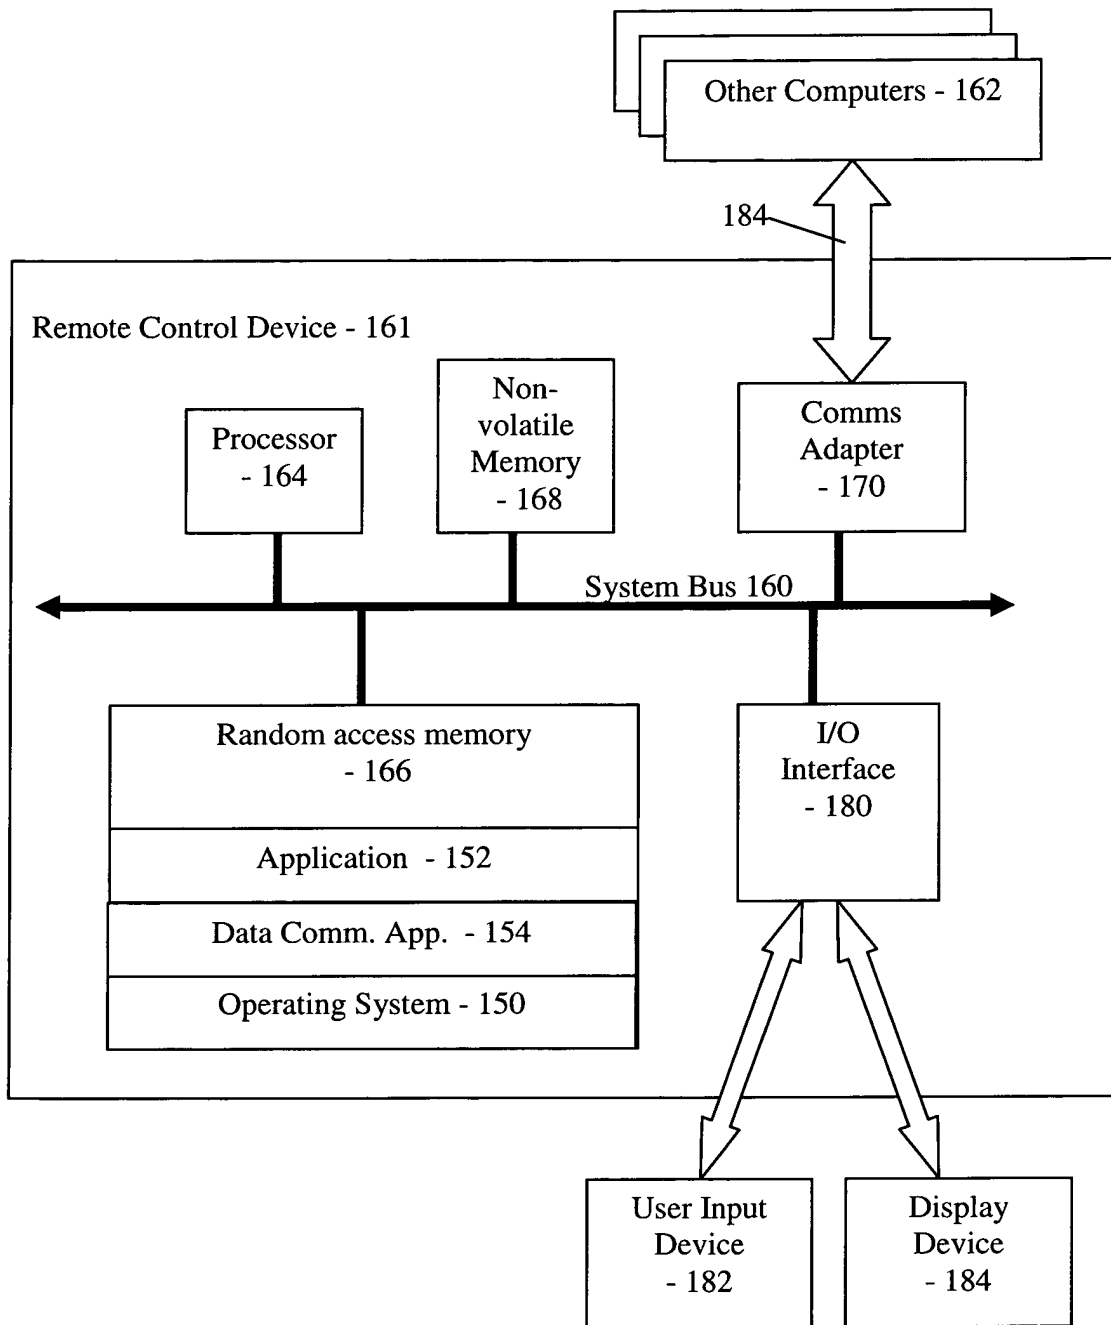 Other Computers - 162
184
Remote Control Device - 161
Processor
- 164
Non-
volatile
Memory
- 168
Comms
Adapter
- 170
System Bus 160
Random access memory
- 166
Application - 152
Data Comm. App. - 154
Operating System - 150
I/O
Interface
- 180
User Input
Device
- 182
Display
Device
- 184